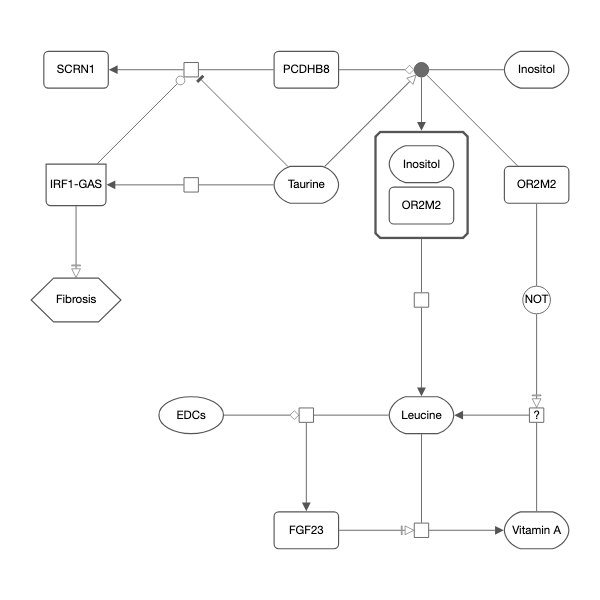 SCRN1
PCDHB8
Inositol
Inositol
IRF1-GAS
Taurine
OR2M2
OR2M2
Fibrosis
NOT
EDCs
Leucine
?
FGF23
Vitamin A